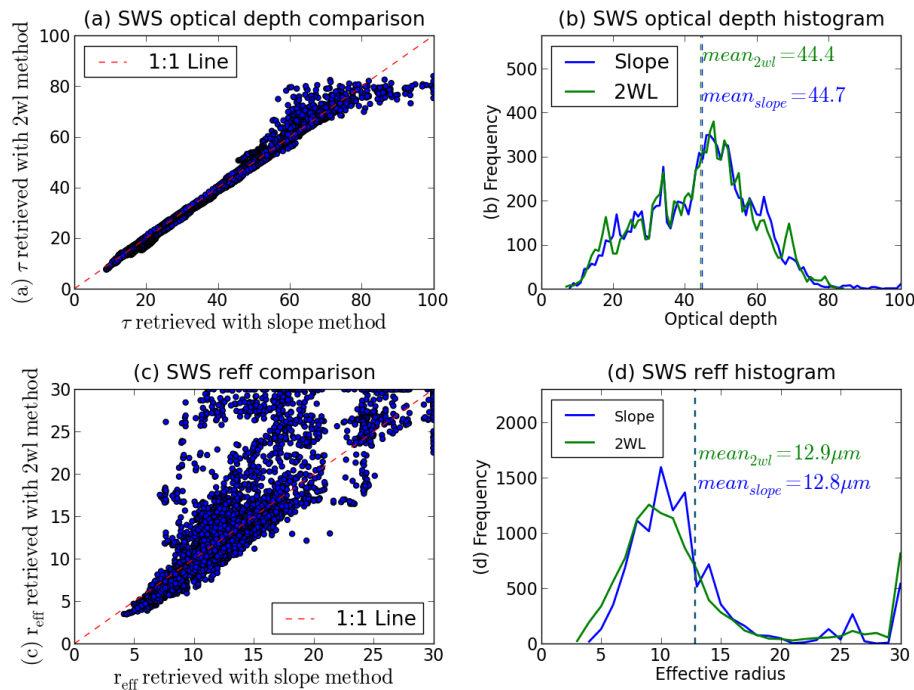 (a) SWS optical depth comparison
100
80
60
40
20
0
0
20
40
60
80
100
(a) τ retrieved with 2wl method
τ retrieved with slope method
1:1 Line
(b) SWS Optical depth histogram
500
400
300
200
100
0
0
20
40
60
80
100
(b) Frequency
Optical depth
Slope
2WL
mean2wl=44.4
meanslope=44.7
(c) SWS reff comparison
30
25
20
15
10
5
0
0
5
10
15
20
25
30
(c) reff retrieved with 2wl method
reff retrieved with slope method
1:1 Line
(d) SWS reff histogram
2000
1500
1000
500
0
0
5
10
15
20
25
30
(d) Frequency
Effective radius
Slope
2WL
mean2wl=12.9μm
meanslope=12.8μm